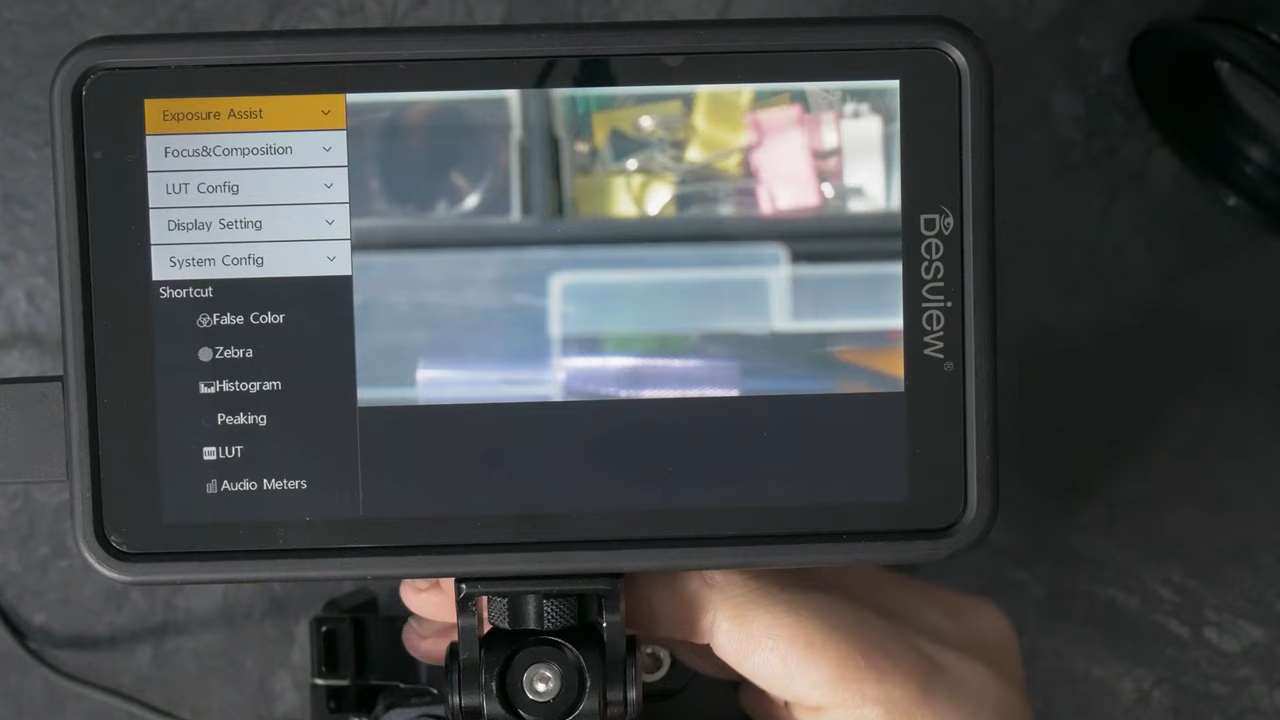 Exposure Assist
Focus&Composition
LUT Config
Display Setting
System Config
Shortcut
False Color
Zebra
Histogram
Peaking
LUT
Audio Meters
Desview®